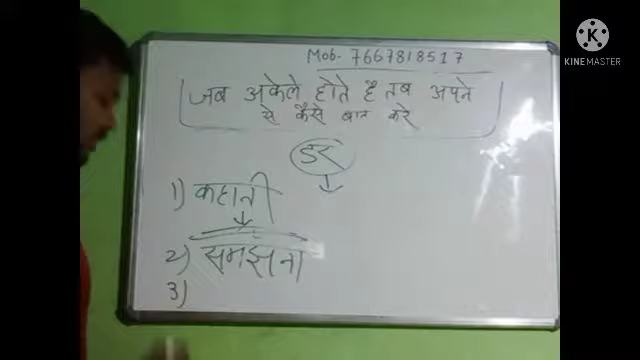 KINEMASTER
Mob- 7667818517
जब अकेले होते है तब अपने
से कैसे बात करे
डर
1) कहानी
2) समझना
3)